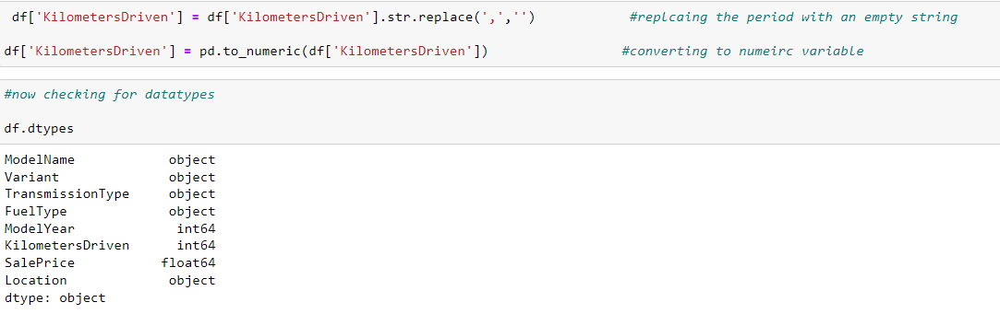 df['KilometersDriven'] = df['KilometersDriven'].str.replace(',','') #replcaing the period with an empty string
df['KilometersDriven'] = pd.to_numeric(df['KilometersDriven']) #converting to numeirc variable
#now checking for datatypes
df.dtypes
ModelName object
Variant object
TransmissionType object
FuelType object
ModelYear int64
KilometersDriven int64
SalePrice float64
Location object
dtype: object